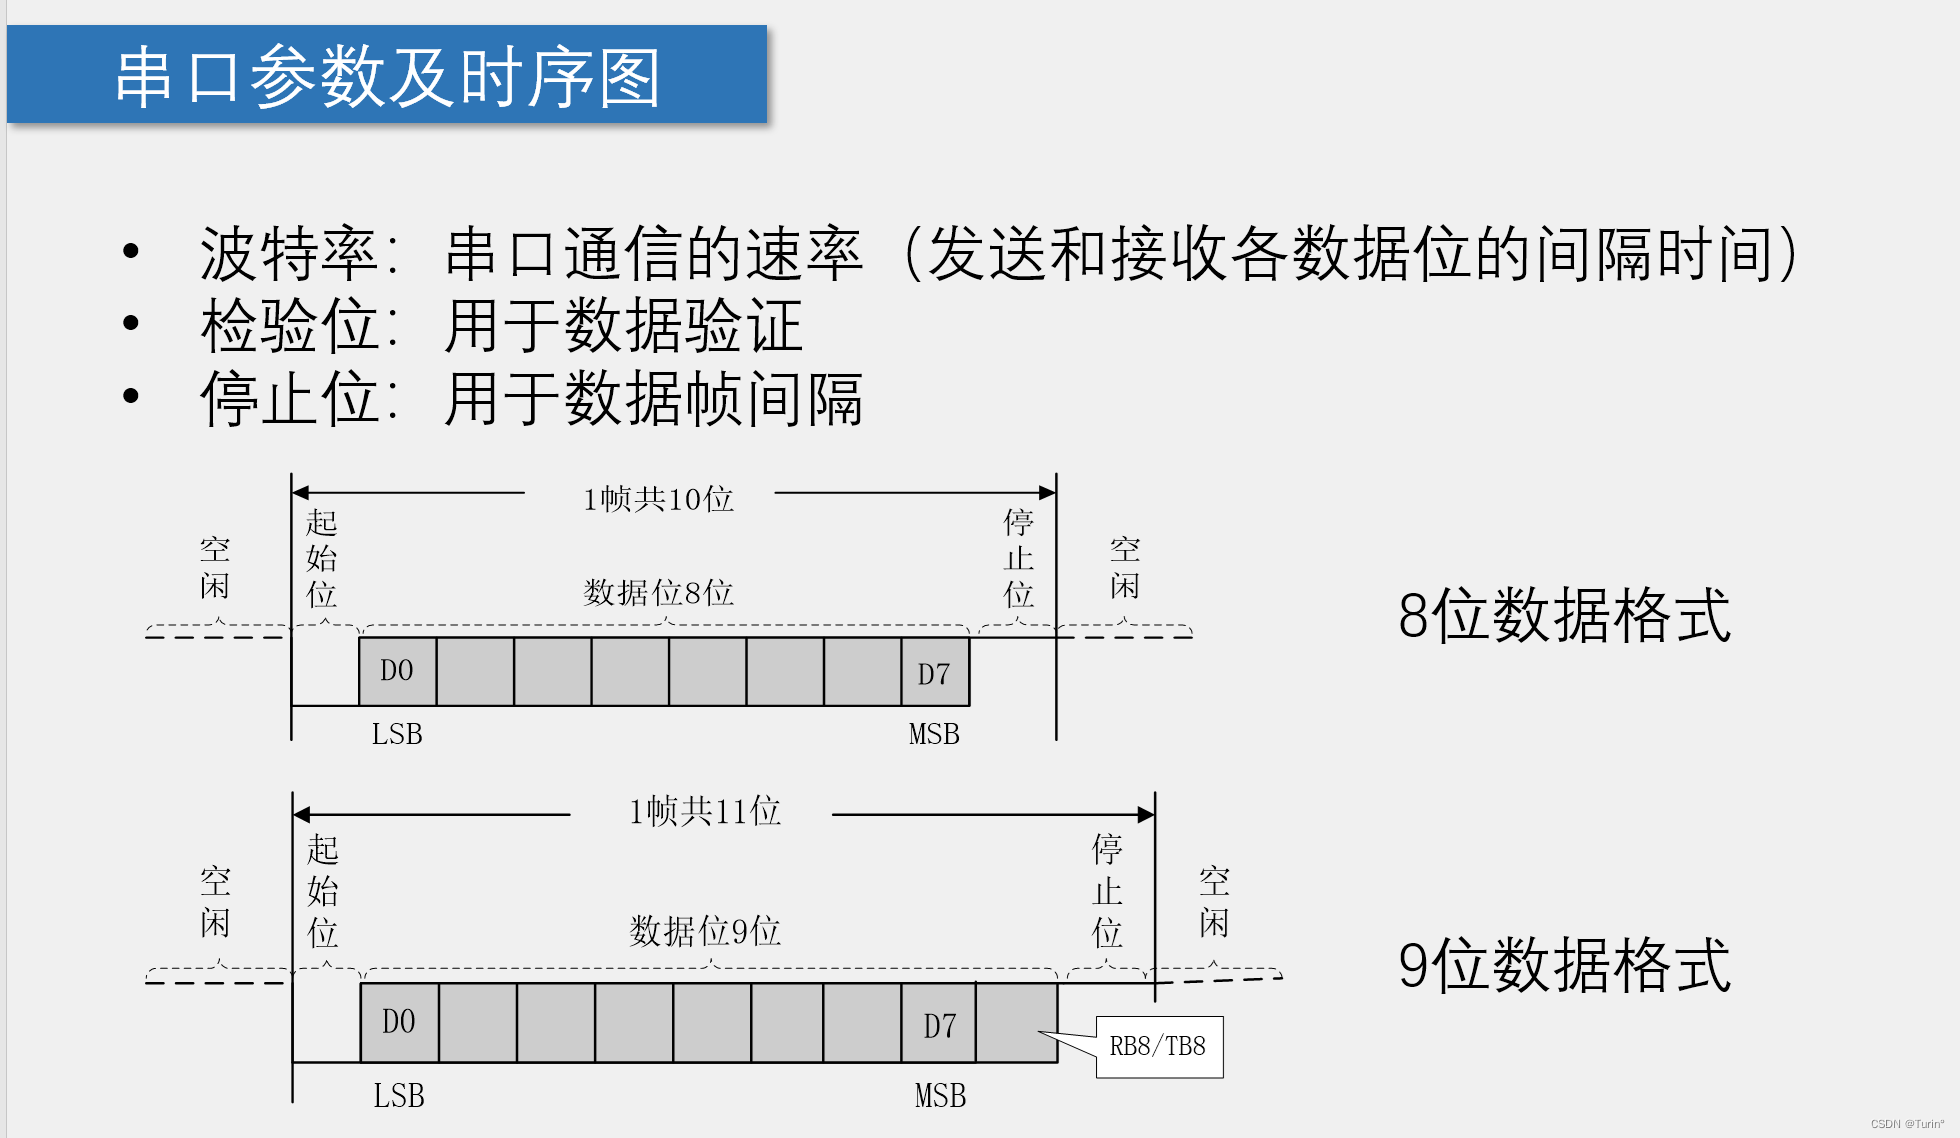 串口参数及时序图
• 波特率：串口通信的速率（发送和接收各数据位的间隔时间）
• 检验位：用于数据验证
• 停止位：用于数据帧间隔
1帧共10位
空闲
起始位
数据位8位
停止位
空闲
8位数据格式
D0
D7
LSB
MSB
1帧共11位
空闲
起始位
数据位9位
停止位
空闲
9位数据格式
D0
D7
RB8/TB8
LSB
MSB
CSDN @Turin°